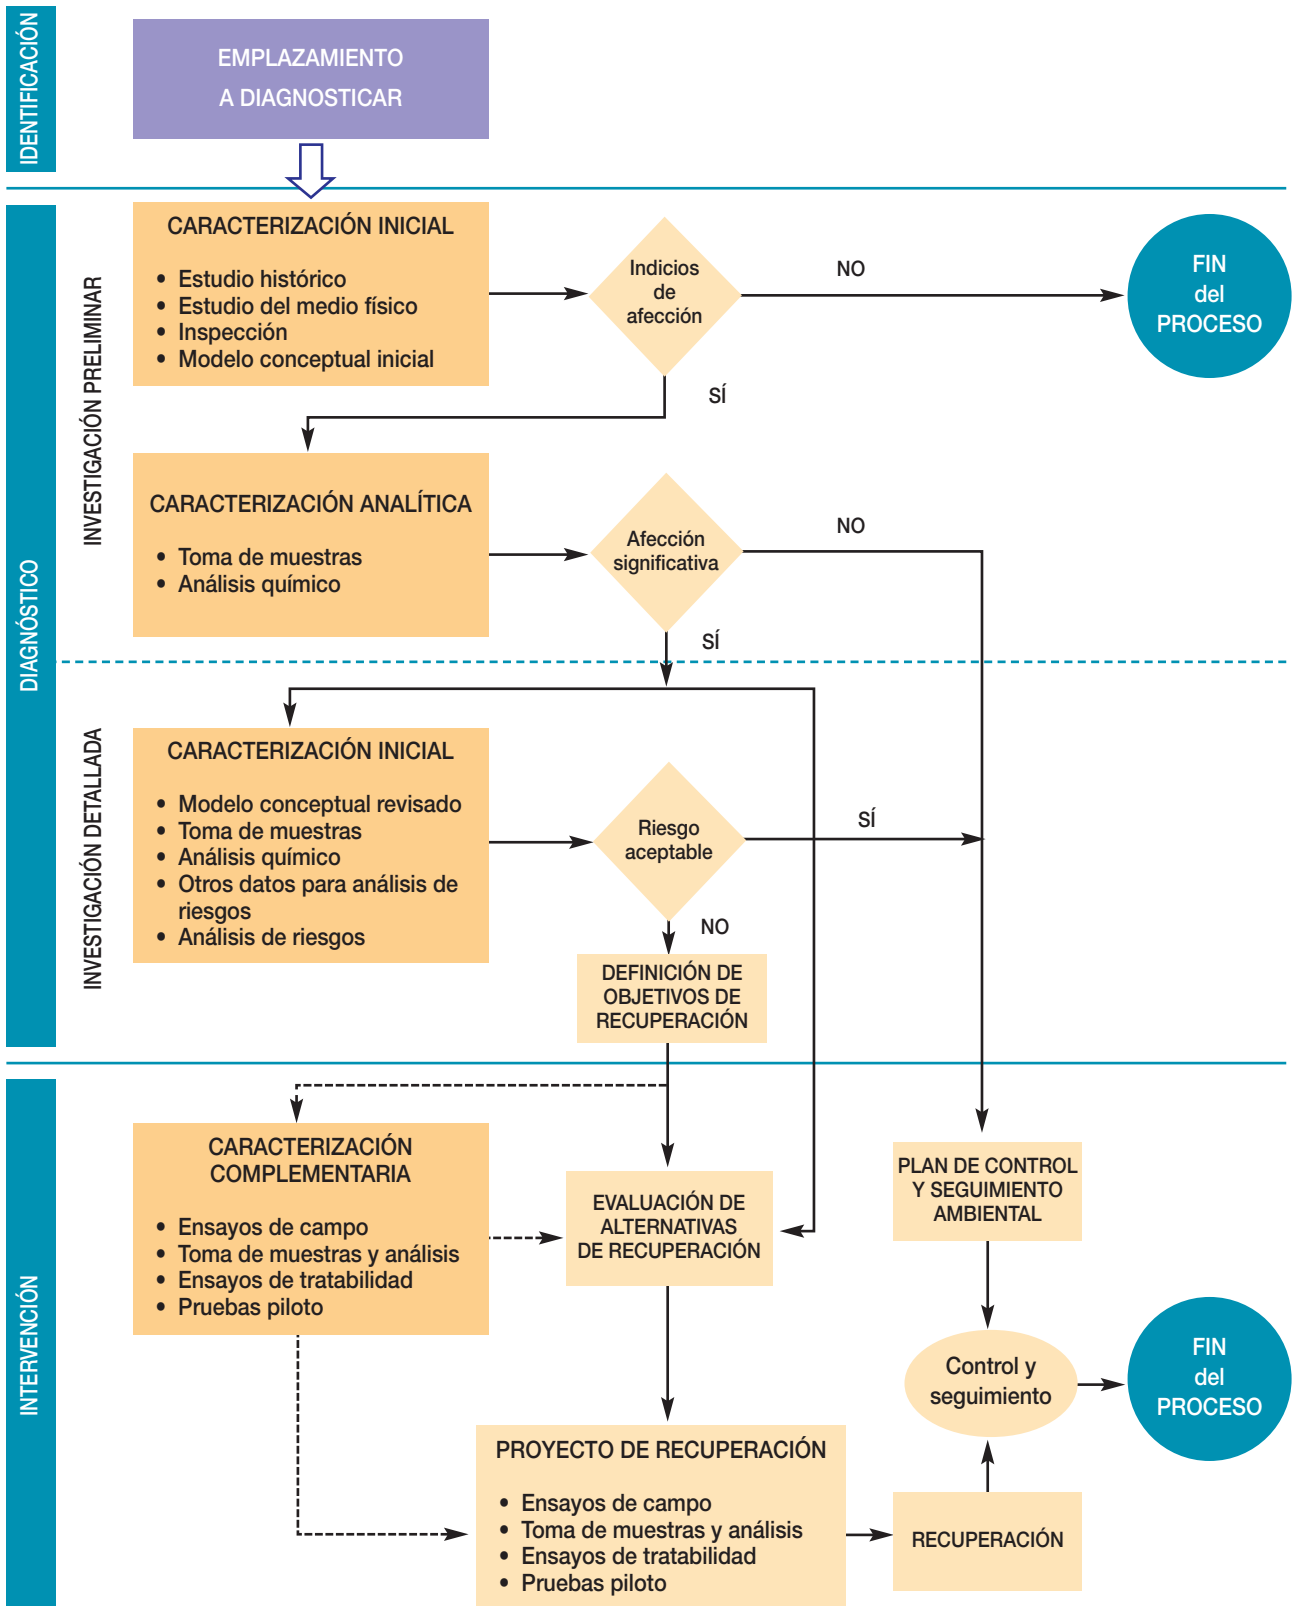 IDENTIFICACIÓN
EMPLAZAMIENTO
A DIAGNOSTICAR
DIAGNÓSTICO
INVESTIGACIÓN PRELIMINAR
CARACTERIZACIÓN INICIAL
• Estudio histórico
• Estudio del medio físico
• Inspección
• Modelo conceptual inicial
Indicios
de
afección
NO
FIN
del
PROCESO
SÍ
CARACTERIZACIÓN ANALÍTICA
• Toma de muestras
• Análisis químico
Afección
significativa
NO
SÍ
INVESTIGACIÓN DETALLADA
CARACTERIZACIÓN INICIAL
• Modelo conceptual revisado
• Toma de muestras
• Análisis químico
• Otros datos para análisis de
riesgos
• Análisis de riesgos
Riesgo
aceptable
SÍ
NO
DEFINICIÓN DE
OBJETIVOS DE
RECUPERACIÓN
INTERVENCIÓN
CARACTERIZACIÓN
COMPLEMENTARIA
• Ensayos de campo
• Toma de muestras y análisis
• Ensayos de tratabilidad
• Pruebas piloto
EVALUACIÓN DE
ALTERNATIVAS
DE RECUPERACIÓN
PLAN DE CONTROL
Y SEGUIMIENTO
AMBIENTAL
Control y
seguimiento
FIN
del
PROCESO
PROYECTO DE RECUPERACIÓN
• Ensayos de campo
• Toma de muestras y análisis
• Ensayos de tratabilidad
• Pruebas piloto
RECUPERACIÓN